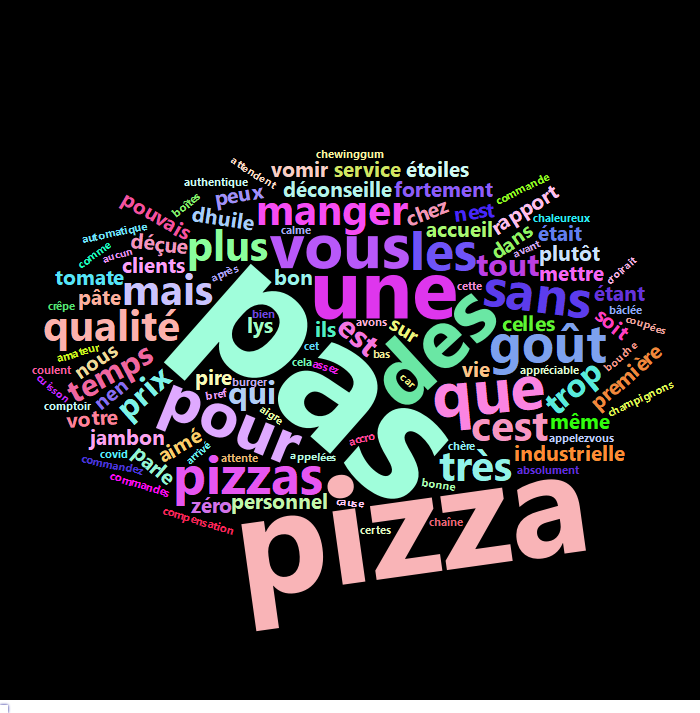 chewinggum
attendent
vomir service étoiles
authentique
déconseille fortement
commande
boîtes
peux
manger
chez
nest
rapport
pouvais
dhuile
calme
accueil
chaleureux
automatique
déçue
plus
vous
les
dans
était
comme
aucun
clients
après
bon
avant
plutôt
tout
mettre
croirait
tomate
mais
une
cette
sans
étant
crêpe
pâte
pas
bien
lys
ils
est
avons
sur
des
celles
soit
bâclée
coupées
qualité
cet
goût
amateur
nous
temps
cela
assez
bas
vie
appréciable
bouche
première
coulent
cuisson
nen
prix
pire
burger
qui
car
que
trop
champignons
comptoir
votre
bref
aigre
pour
cest
même
jambon
aimé
accro
chère
appelezvous
covid
parle
arrivé
attente
appelées
très
industrielle
commandez
pizzas
absolument
commandes
zéro
personnel
cause
bonne
compensation
pizza
certes
chaîne